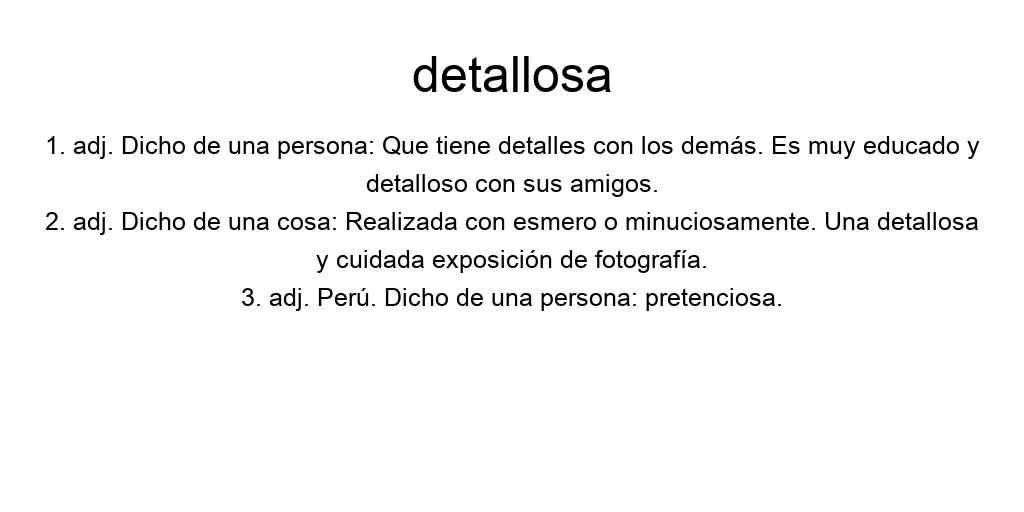 detallosa
1. adj. Dicho de una persona: Que tiene detalles con los demás. Es muy educado y
detalloso con sus amigos.
2. adj. Dicho de una cosa: Realizada con esmero o minuciosamente. Una detallosa
y cuidada exposición de fotografía.
3. adj. Perú. Dicho de una persona: pretenciosa.